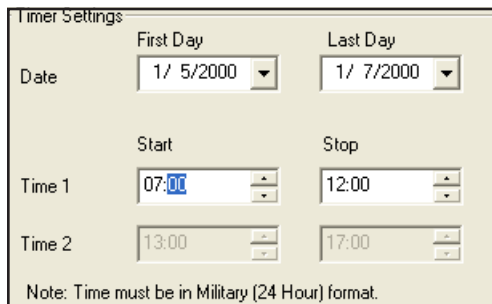 Timer Settings
First Day Last Day
Date 1/ 5/2000 1/ 7/2000
Start Stop
Time 1 07:00 12:00
Time 2 13:00 17:00
Note: Time must be in Military (24 Hour) format.